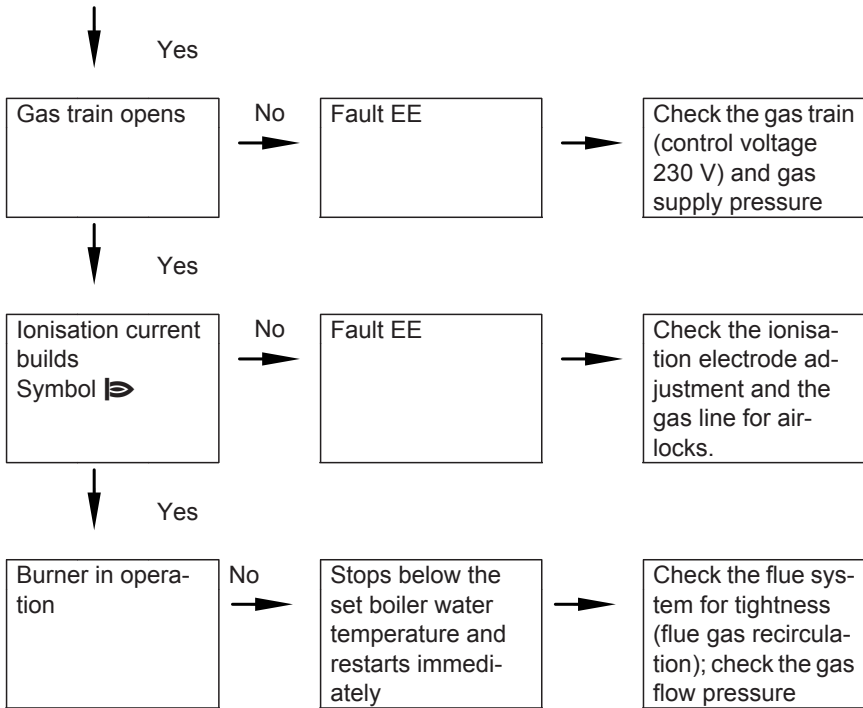 Yes
Gas train opens
No
Fault EE
Check the gas train
(control voltage
230 V) and gas
supply pressure
Yes
Ionisation current
builds
Symbol
No
Fault EE
Check the ionisa-
tion electrode ad-
justment and the
gas line for air-
locks.
Yes
Burner in opera-
tion
No
Stops below the
set boiler water
temperature and
restarts immedi-
ately
Check the flue sys-
tem for tightness
(flue gas recircula-
tion); check the gas
flow pressure